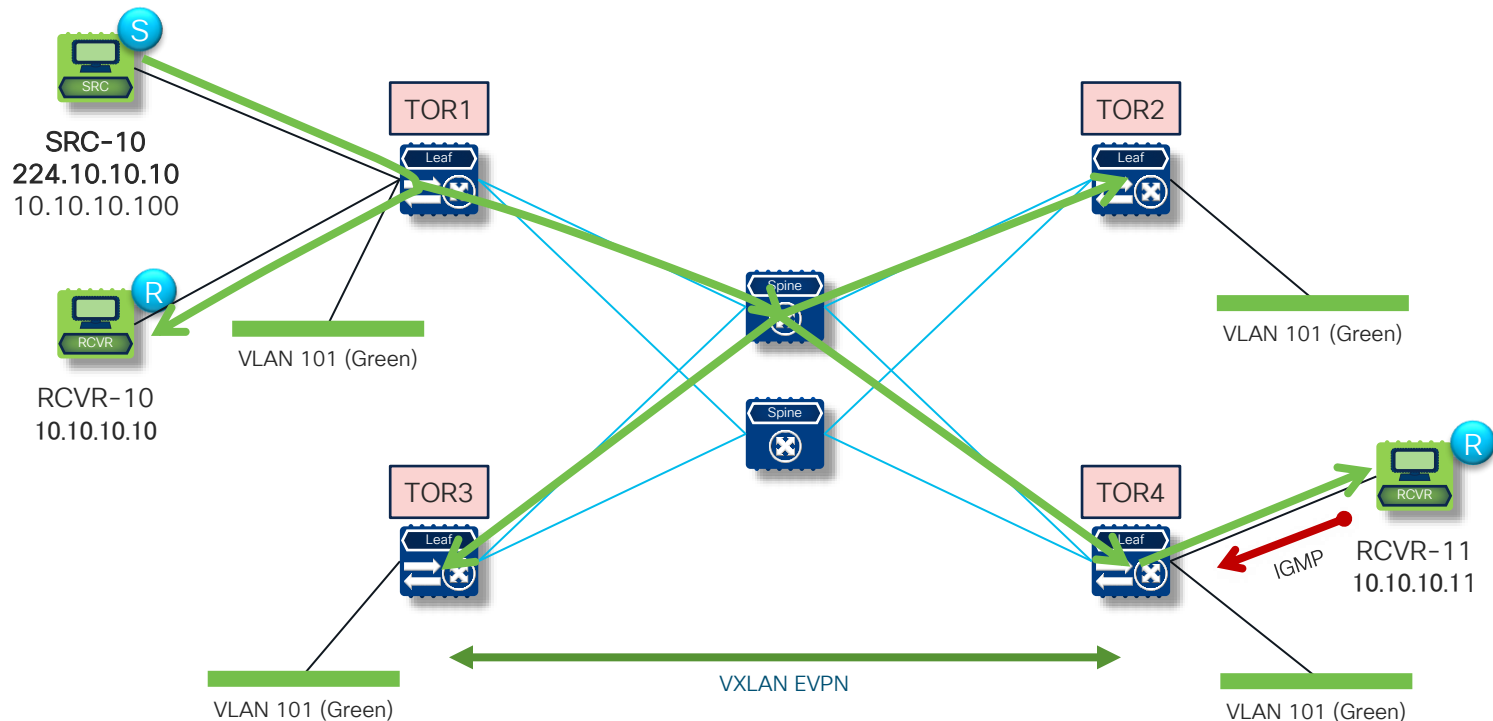 S
SRC
SRC-10
224.10.10.10
10.10.10.100
TOR1
Leaf
TOR2
Leaf
R
RCVR
RCVR-10
10.10.10.10
VLAN 101 (Green)
Spine
VLAN 101 (Green)
Spine
TOR3
Leaf
TOR4
Leaf
R
RCVR
RCVR-11
10.10.10.11
IGMP
VXLAN EVPN
VLAN 101 (Green)
VLAN 101 (Green)